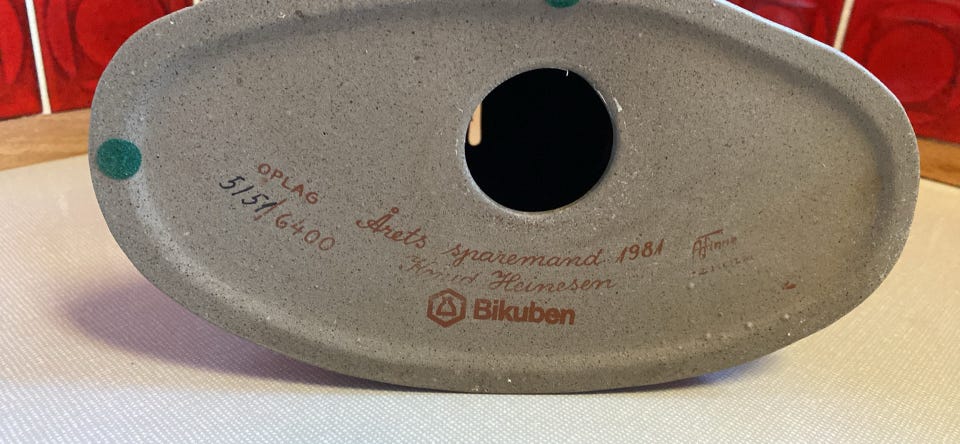 OPLAG
5151/6400
Årets sparemand 1981
Knud Heinesen
Bikuben